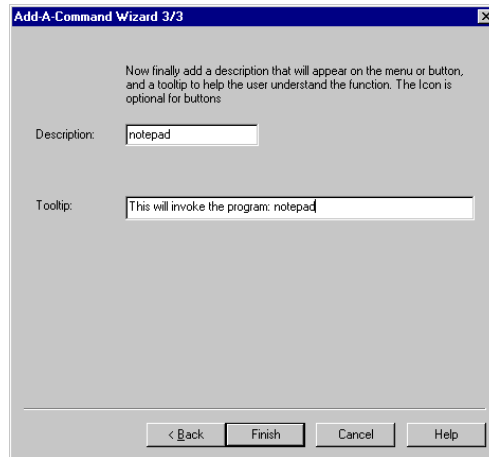 Add-A-Command Wizard 3/3
Now finally add a description that will appear on the menu or button,
and a tooltip to help the user understand the function. The Icon is
optional for buttons
Description: notepad
Tooltip: This will invoke the program: notepad
< Back Finish Cancel Help